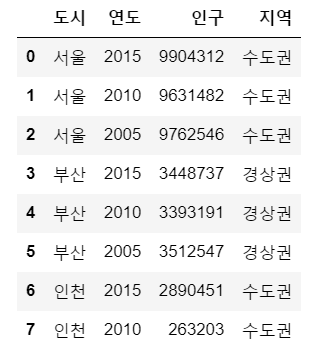 도시 연도 인구 지역
0 서울 2015 9904312 수도권
1 서울 2010 9631482 수도권
2 서울 2005 9762546 수도권
3 부산 2015 3448737 경상권
4 부산 2010 3393191 경상권
5 부산 2005 3512547 경상권
6 인천 2015 2890451 수도권
7 인천 2010 263203 수도권